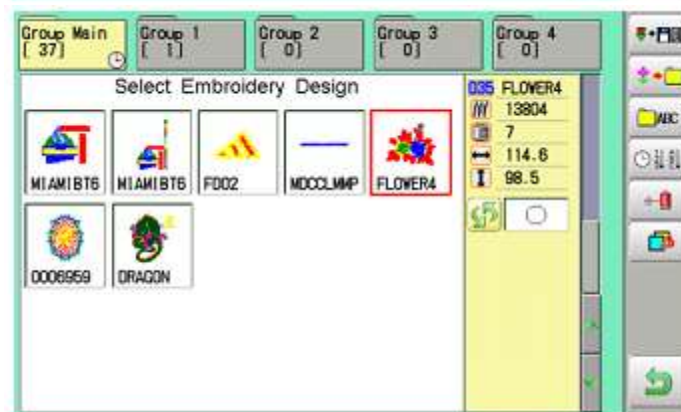 Group Main
[ 37]
Group 1
[ 1]
Group 2
[ 0]
Group 3
[ 0]
Group 4
[ 0]
Select Embroidery Design
035 FLOWER4
13804
7
114.6
98.5
MIAMIBT6
MIAMIBT6
FD02
MDCCLMMP
FLOWER4
0006959
DRAGON
ABC